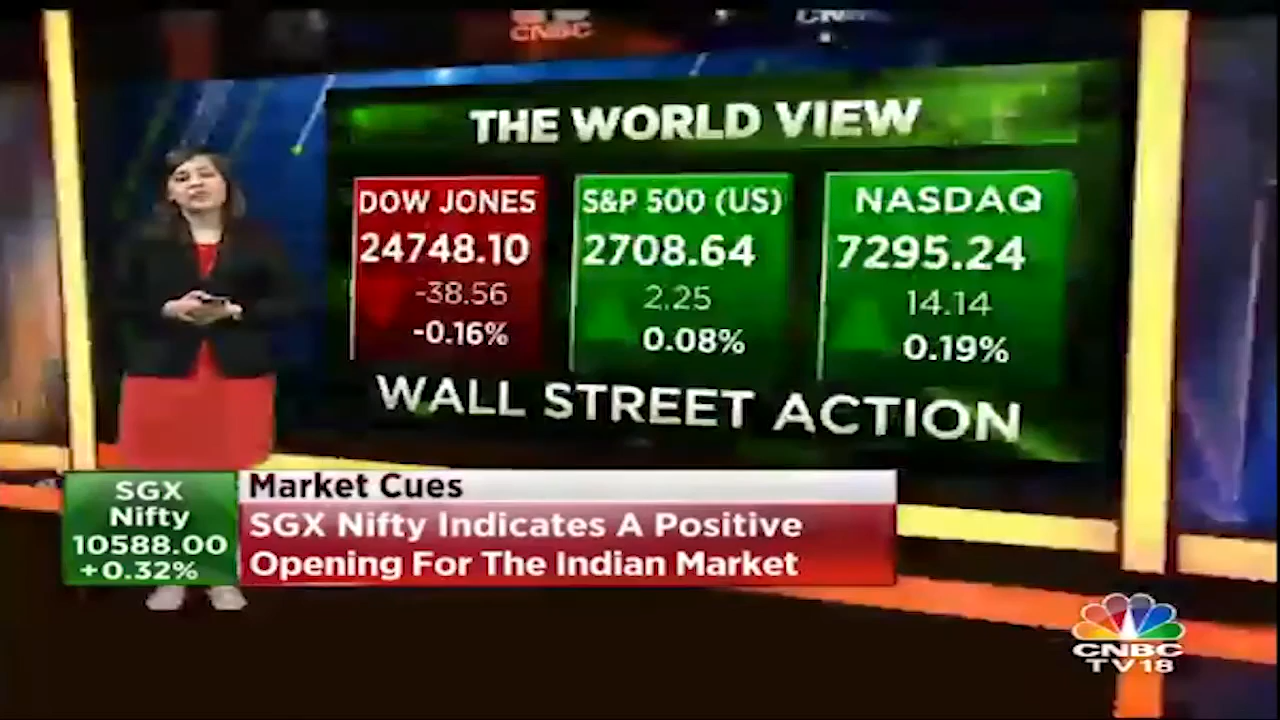 CNBC
CNBC
THE WORLD VIEW
DOW JONES
24748.10
-38.56
-0.16%
S&P 500 (US)
2708.64
2.25
0.08%
NASDAQ
7295.24
14.14
0.19%
WALL STREET ACTION
SGX
Nifty
10588.00
+0.32%
Market Cues
SGX Nifty Indicates A Positive
Opening For The Indian Market
CNBC
TV18